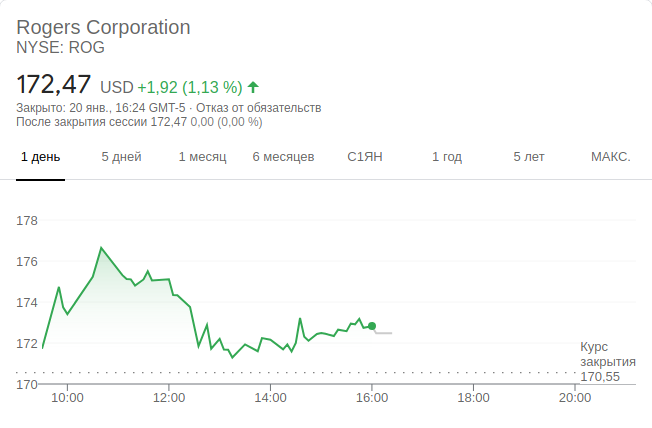 Rogers Corporation
NYSE: ROG
172,47 USD +1,92 (1,13 %)
Закрыто: 20 янв., 16:24 GMT-5 · Отказ от обязательств
После закрытия сессии 172,47 0,00 (0,00 %)
1 день 5 дней 1 месяц 6 месяцев С1ЯН 1 год 5 лет МАКС.
178
176
174
172
Курс
закрытия
170,55
170
10:00 12:00 14:00 16:00 18:00 20:00